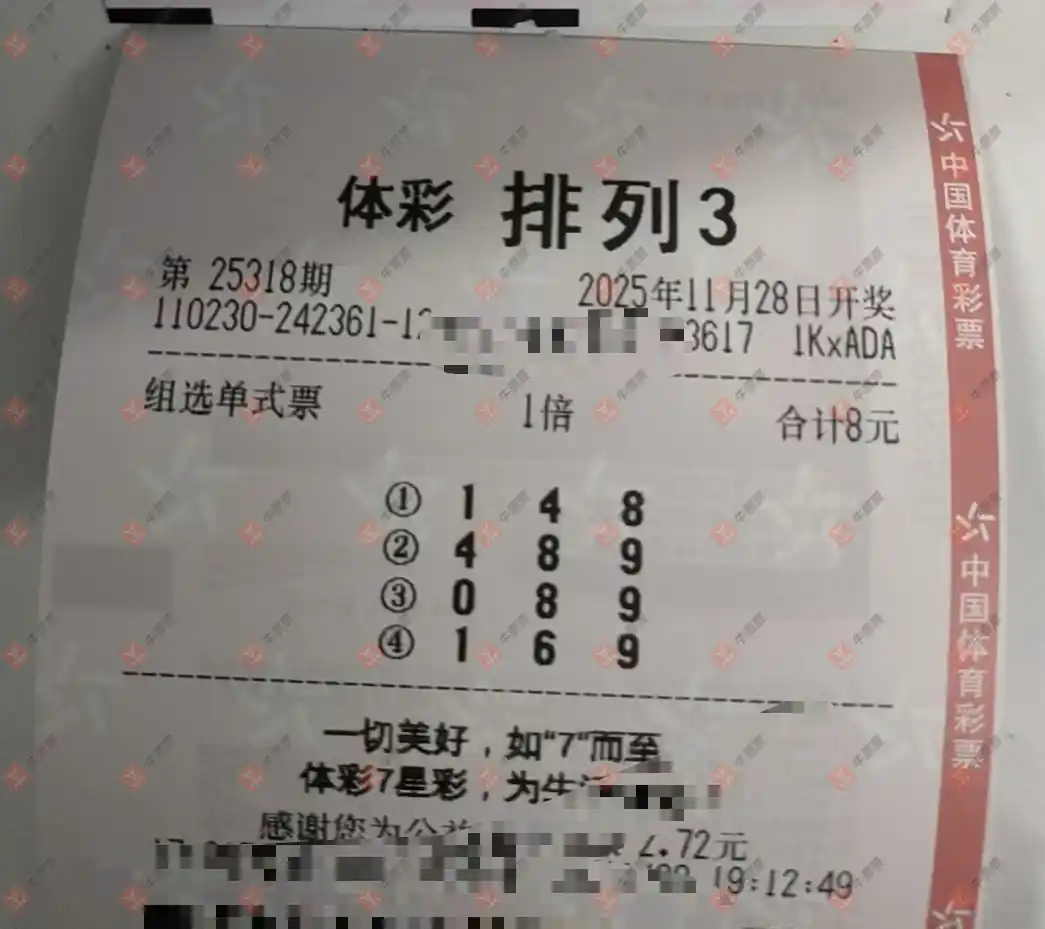 体彩 排列3
第 25318期 2025年11月28日开奖
110230-242361-1 3617 1KxADA
组选单式票 1倍 合计8元
① 1 4 8
② 4 8 9
③ 0 8 9
④ 1 6 9
一切美好，如“7”而至
体彩7星彩，为生
感谢您为公益 2.72元
19:12:49
中国体育彩票
中国体育彩票